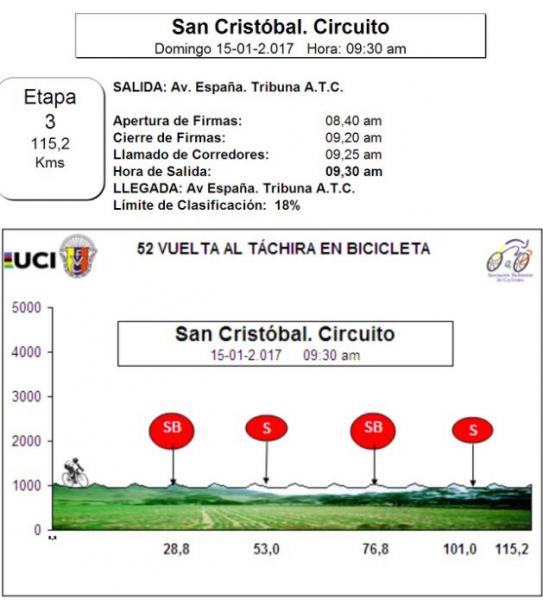 San Cristóbal. Circuito
Domingo 15-01-2.017 Hora: 09:30 am
Etapa
3
115,2
Kms
SALIDA: Av. España. Tribuna A.T.C.
Apertura de Firmas: 08,40 am
Cierre de Firmas: 09,20 am
Llamado de Corredores: 09,25 am
Hora de Salida: 09,30 am
LLEGADA: Av España. Tribuna A.T.C.
Límite de Clasificación: 18%
UCI
52 VUELTA AL TÁCHIRA EN BICICLETA
5000
San Cristóbal. Circuito
15-01-2.017 09:30 am
4000
3000
2000
SB S SB S
1000
0
28,8 53,0 76,8 101,0 115,2